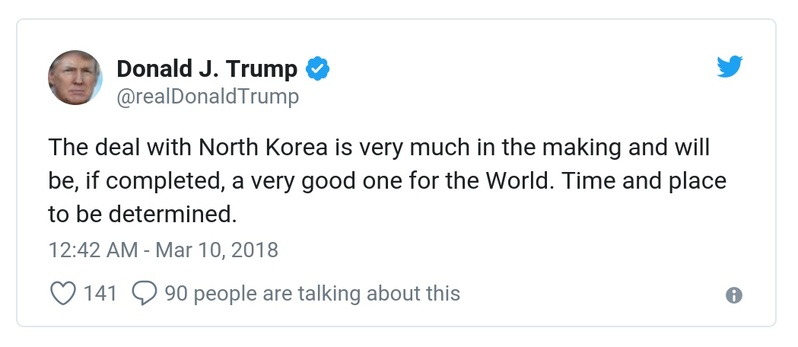 Donald J. Trump
@realDonaldTrump
The deal with North Korea is very much in the making and will
be, if completed, a very good one for the World. Time and place
to be determined.
12:42 AM - Mar 10, 2018
141 90 people are talking about this